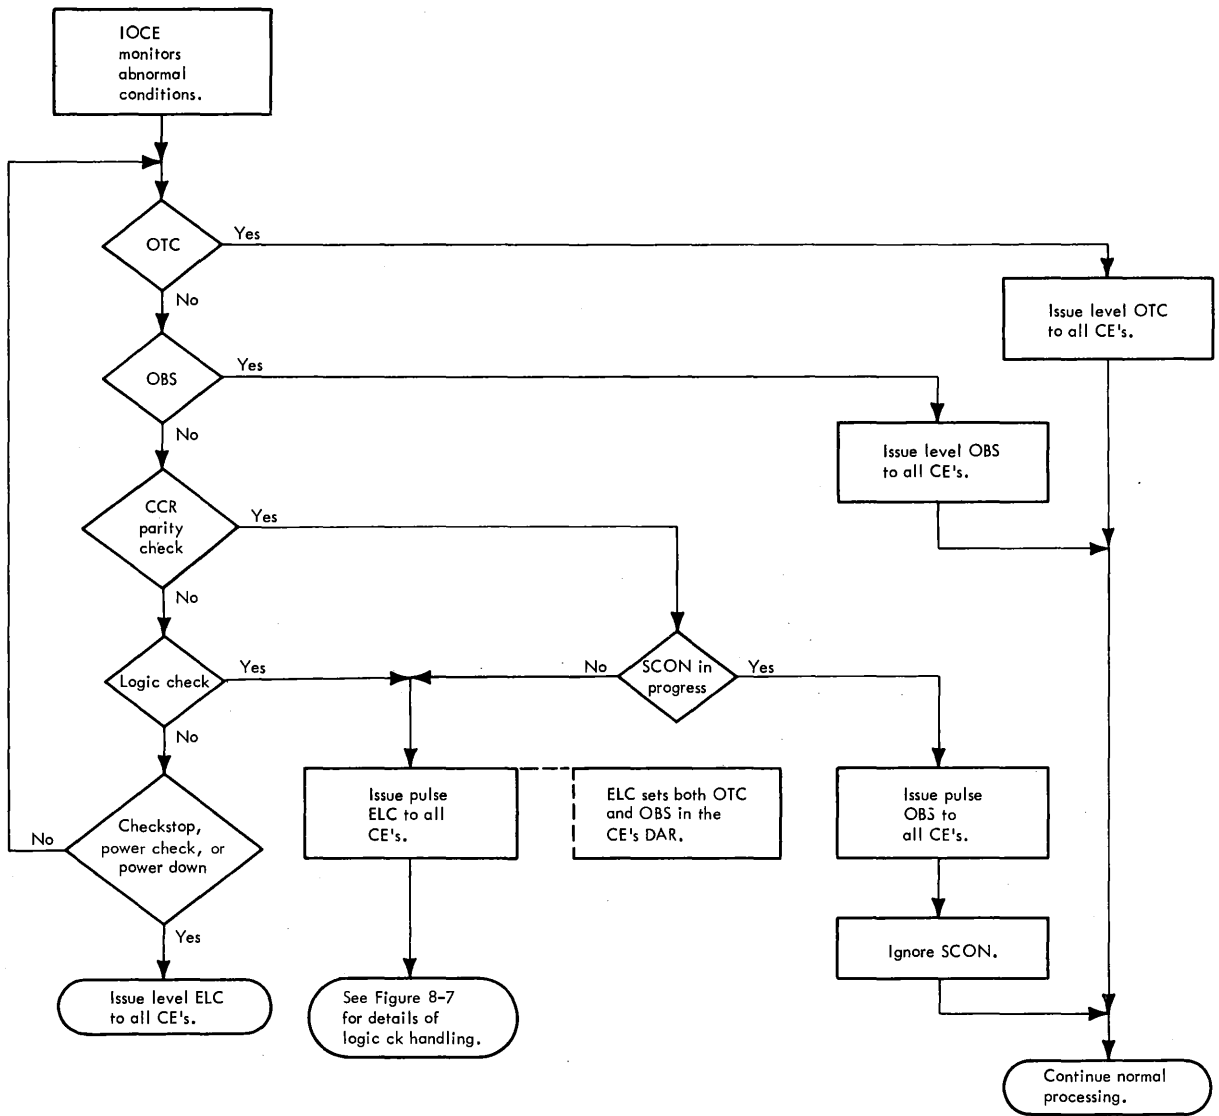 IOCE
monitors
abnormal
conditions.
OTC
Yes
No
Issue level OTC
to all CE's.
OBS
Yes
No
Issue level OBS
to all CE's.
CCR
parity
check
Yes
No
Logic check
Yes
No
SCON in
progress
No
Yes
Issue pulse
ELC to all
CE's.
ELC sets both OTC
and OBS in the
CE's DAR.
Issue pulse
OBS to
all CE's.
Checkstop,
power check, or
power down
No
Yes
Ignore SCON.
Issue level ELC
to all CE's.
See Figure 8-7
for details of
logic ck handling.
Continue normal
processing.